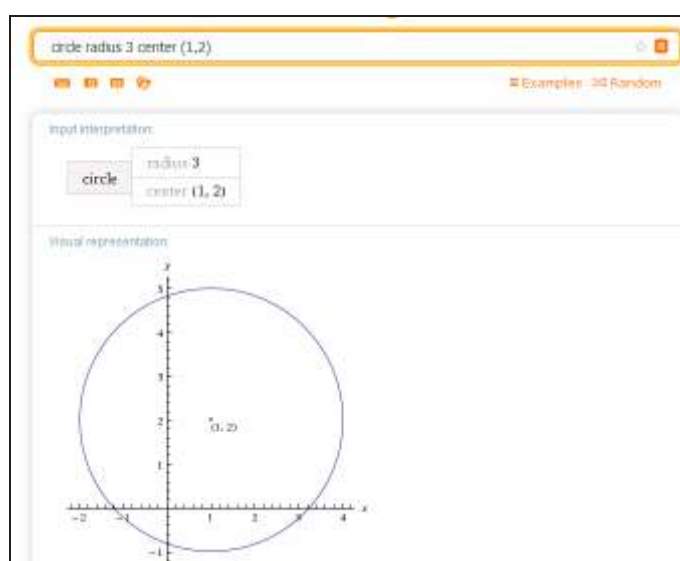 circle radius 3 center (1,2)
Examples Random
Input interpretation:
circle
radius 3
center (1, 2)
Visual representation:
y
5
4
3
2
(1, 2)
1
-2 -1 1 2 3 4 x
-1